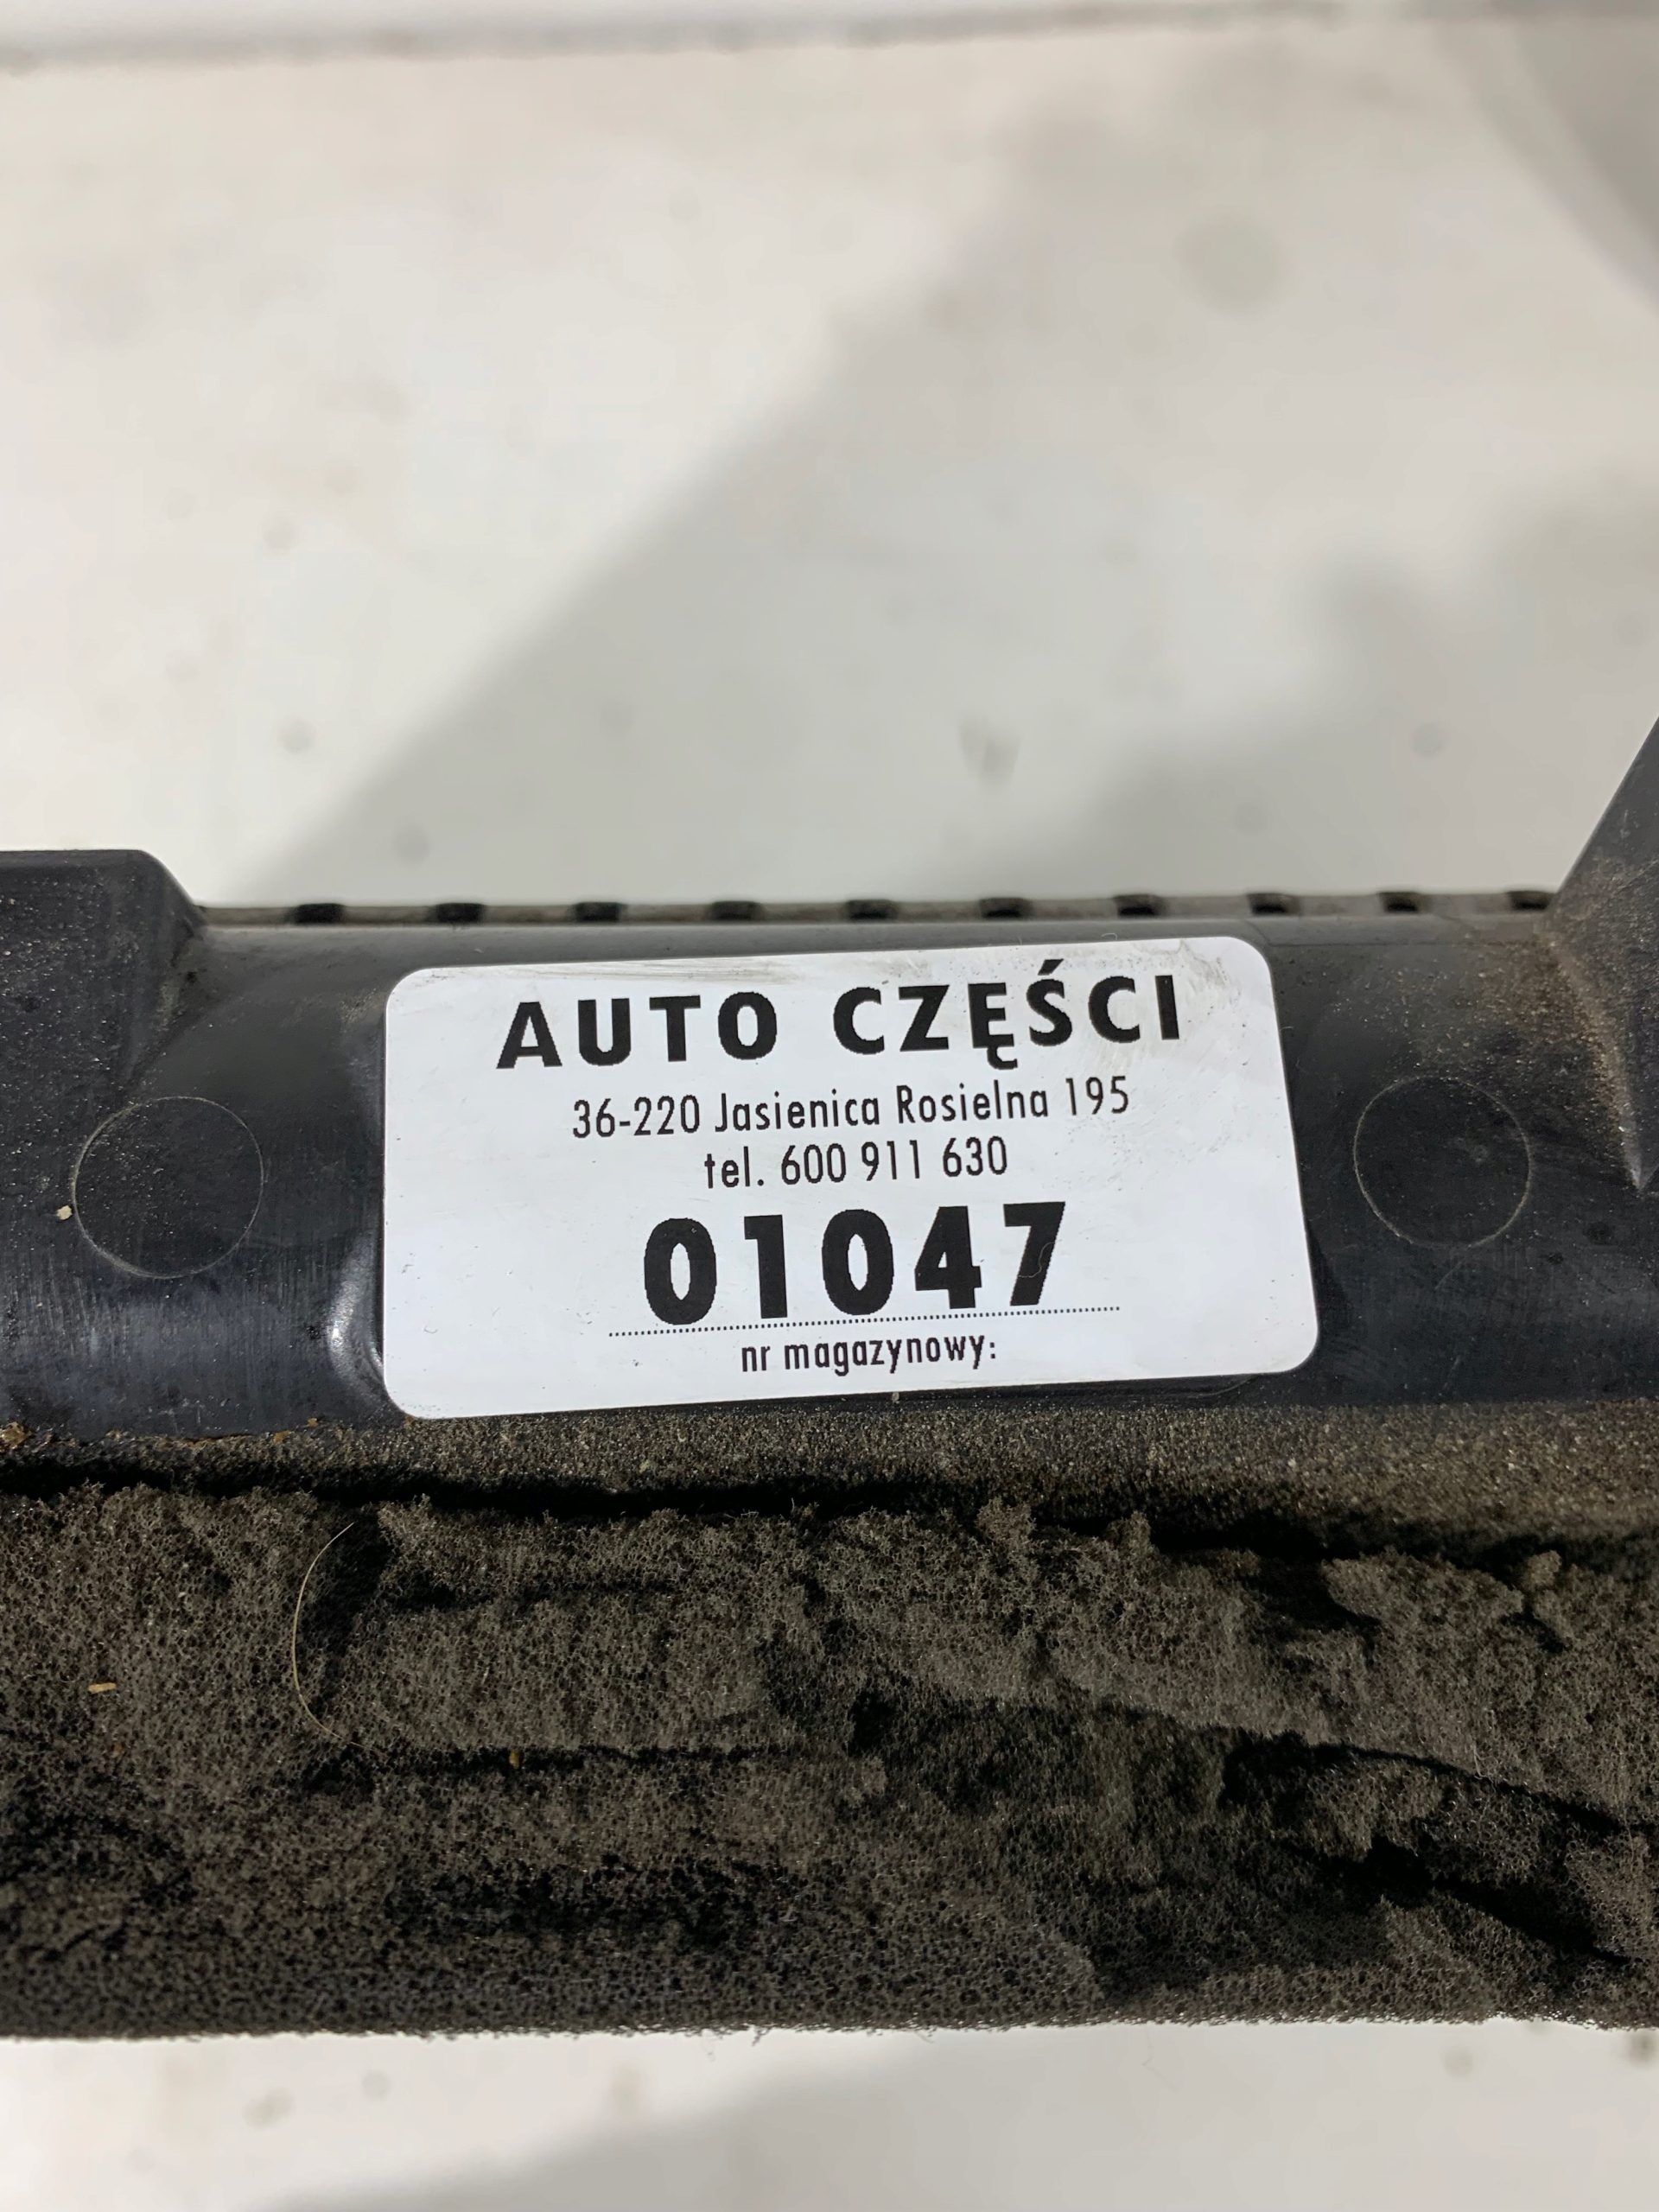 AUTO CZĘŚCI
36-220 Jasienica Rosielna 195
tel. 600 911 630
01047
nr magazynowy: